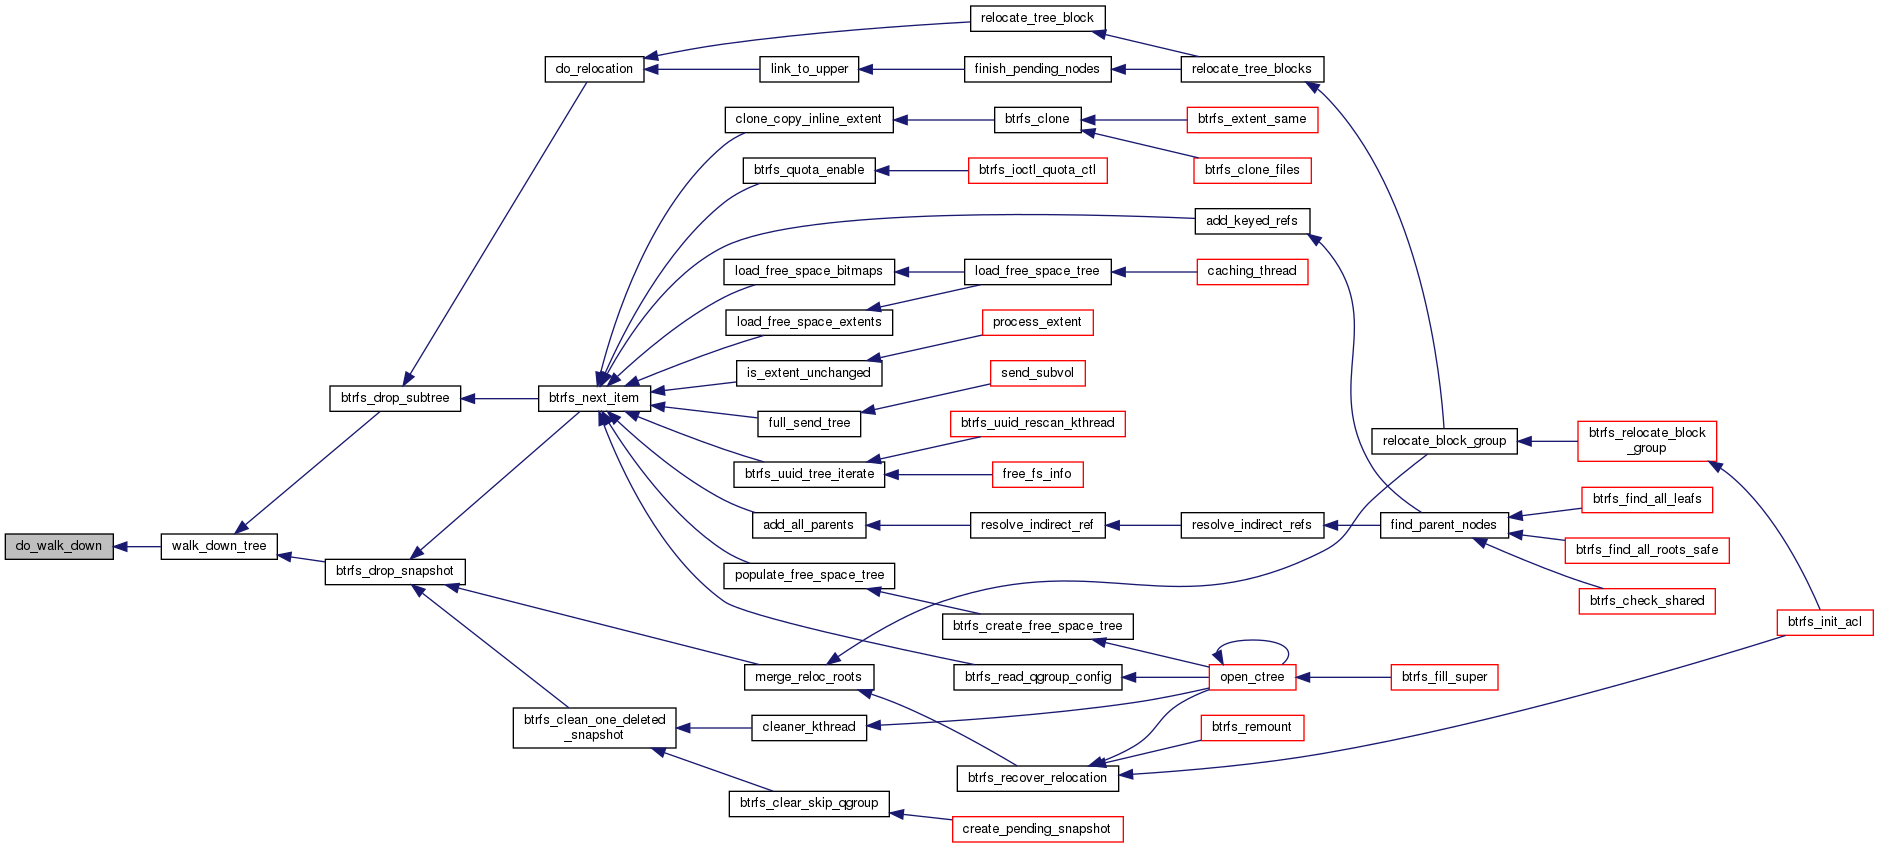 relocate_tree_block
do_relocation
link_to_upper
finish_pending_nodes
relocate_tree_blocks
clone_copy_inline_extent
btrfs_clone
btrfs_extent_same
btrfs_quota_enable
btrfs_ioctl_quota_ctl
btrfs_clone_files
add_keyed_refs
load_free_space_bitmaps
load_free_space_tree
caching_thread
load_free_space_extents
process_extent
is_extent_unchanged
send_subvol
btrfs_drop_subtree
btrfs_next_item
full_send_tree
btrfs_uuid_rescan_kthread
relocate_block_group
btrfs_relocate_block
_group
btrfs_uuid_tree_iterate
free_fs_info
btrfs_find_all_leafs
add_all_parents
resolve_indirect_ref
resolve_indirect_refs
find_parent_nodes
do_walk_down
walk_down_tree
btrfs_find_all_roots_safe
btrfs_drop_snapshot
populate_free_space_tree
btrfs_check_shared
btrfs_create_free_space_tree
btrfs_init_acl
merge_reloc_roots
btrfs_read_qgroup_config
open_ctree
btrfs_fill_super
btrfs_clean_one_deleted
_snapshot
cleaner_kthread
btrfs_remount
btrfs_recover_relocation
btrfs_clear_skip_qgroup
create_pending_snapshot